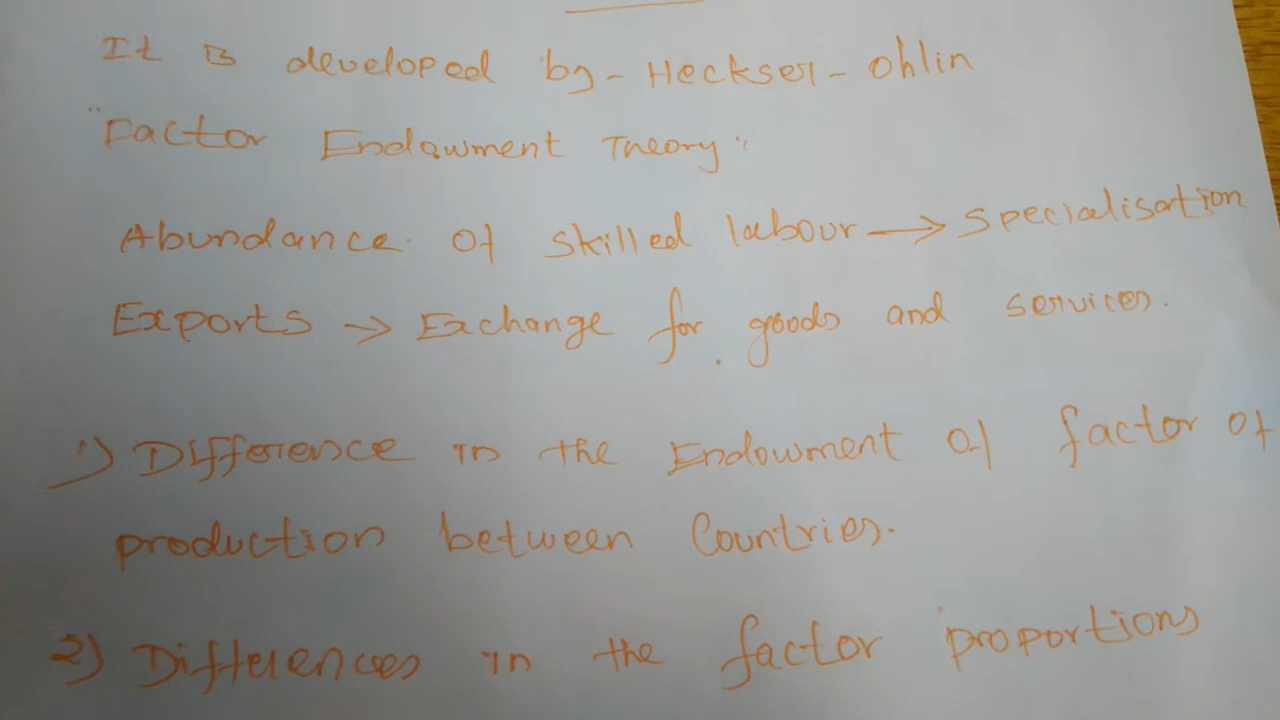 It is developed by - Heckser - ohlin
"Factor Endowment Theory"
Abundance of skilled labour → specialisation
Exports → Exchange for goods and services.
1) Difference in the Endowment of factor of
production between Countries.
2) Differences in the factor proportions